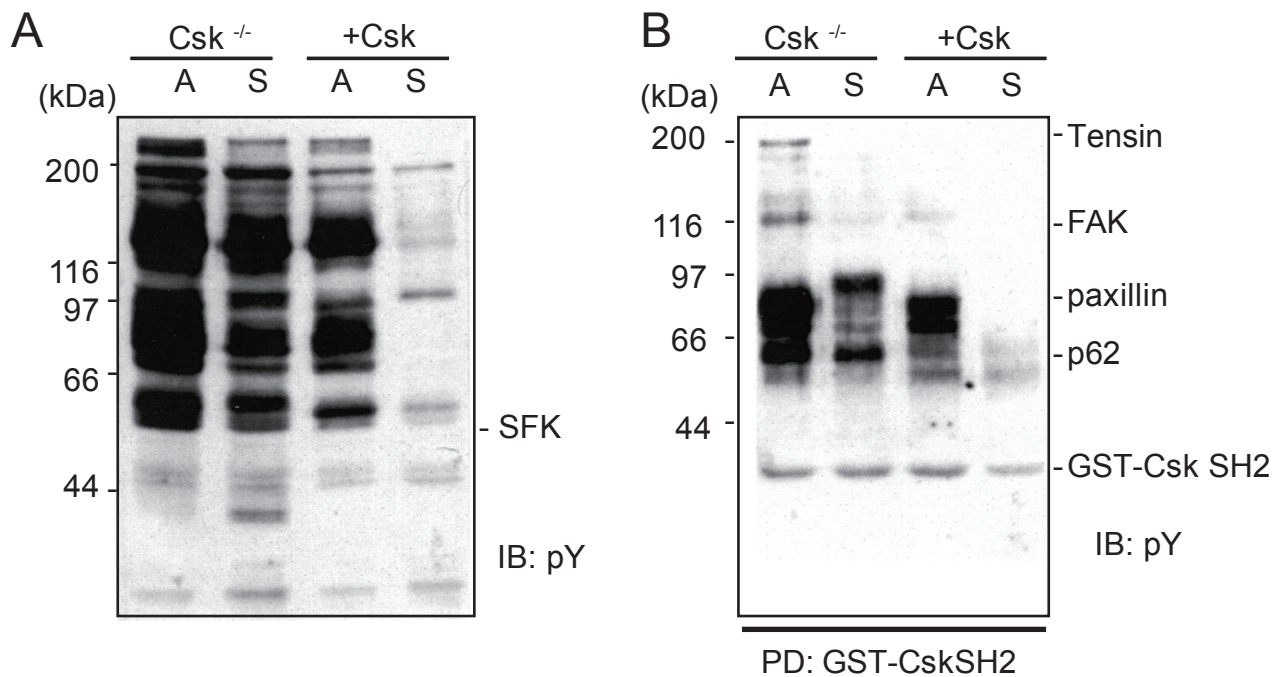 A
Csk -/-
+Csk
(kDa)
A S A S
200
116
97
66
44
SFK
IB: pY
B
Csk -/-
+Csk
(kDa)
A S A S
200
116
97
66
44
Tensin
FAK
paxillin
p62
GST-Csk SH2
IB: pY
PD: GST-CskSH2